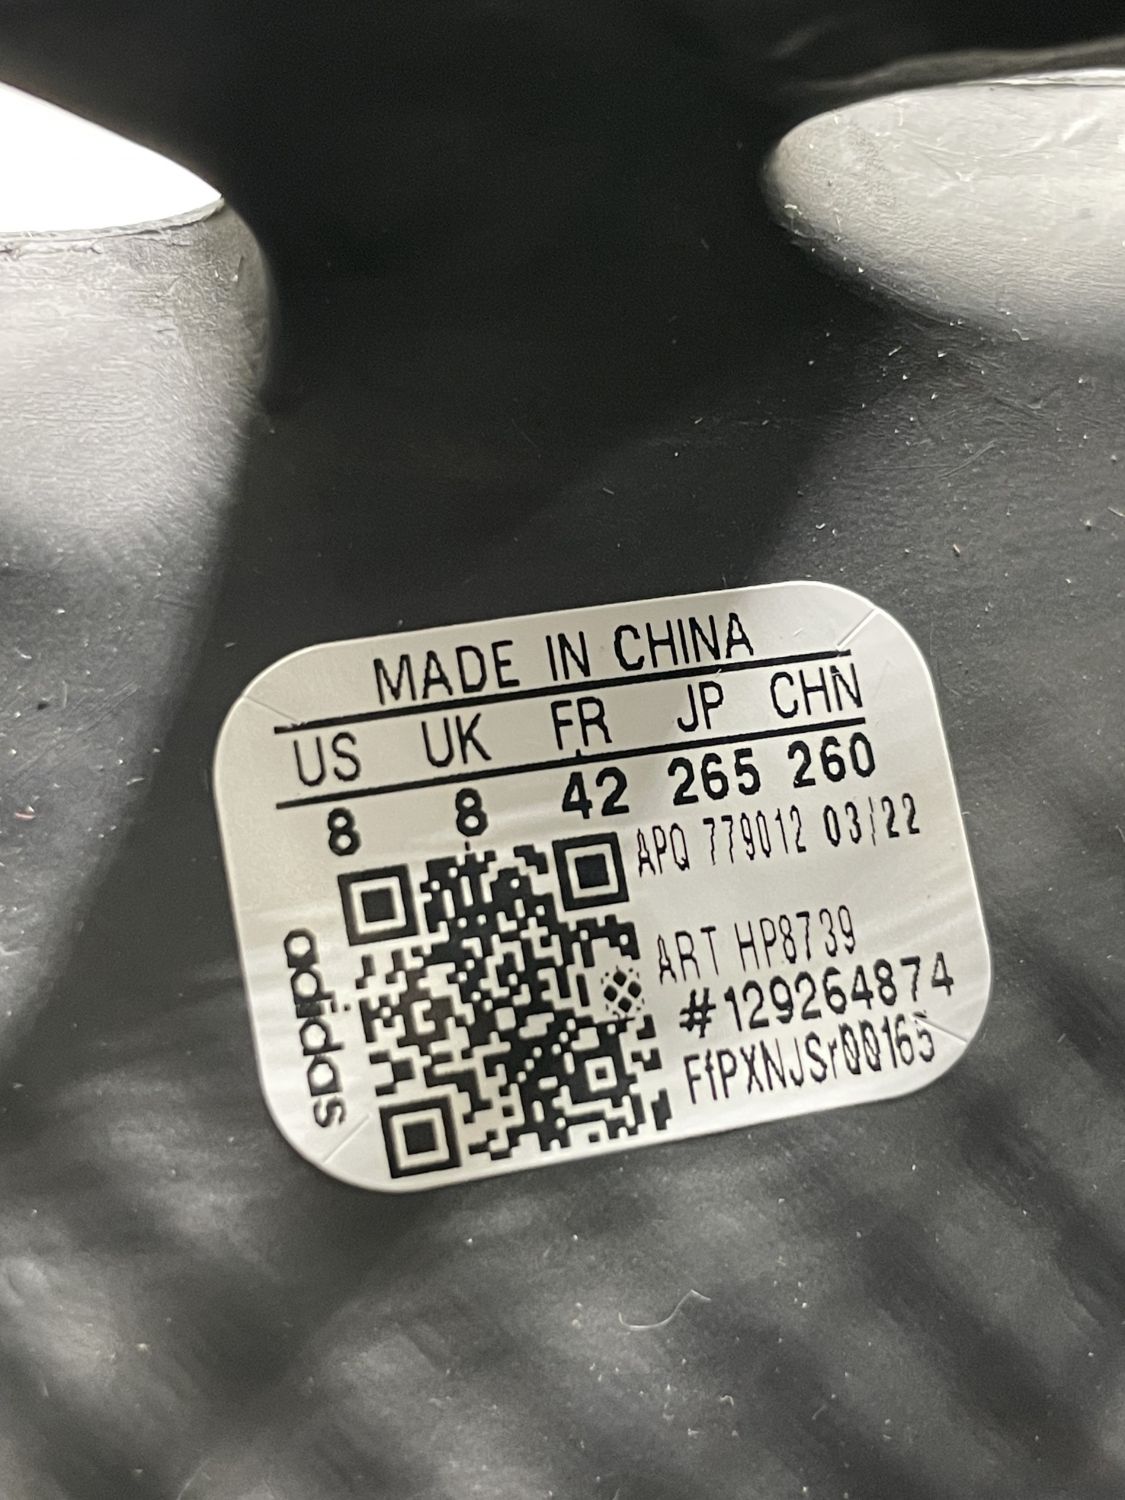 MADE IN CHINA
US UK FR JP CHN
8 8 42 265 260
APQ 779012 03/22
ART HP8739
#129264874
FfPXNJSr00165
adidas